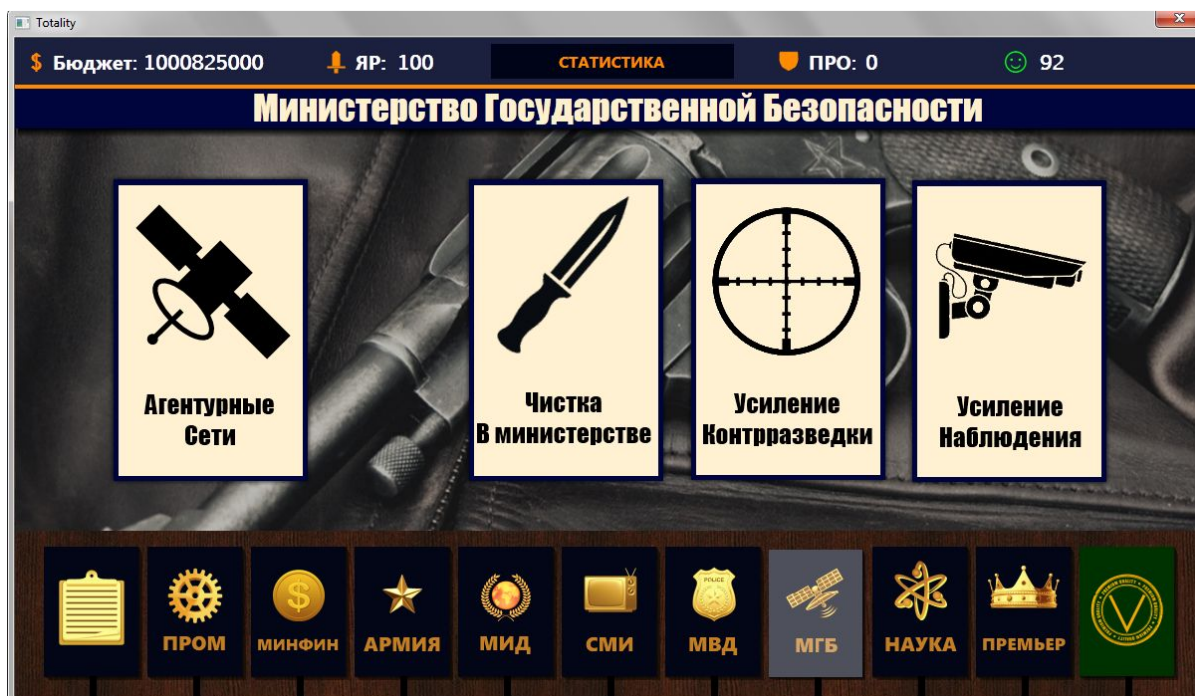 Totality
Бюджет: 1000825000
ЯР: 100
СТАТИСТИКА
ПРО: 0
92
Министерство Государственной Безопасности
Агентурные
Сети
Чистка
В министерстве
Усиление
Контрразведки
Усиление
Наблюдения
ПРОМ
МИНФИН
АРМИЯ
МИД
СМИ
POLICE
МВД
МГБ
НАУКА
ПРЕМЬЕР
V